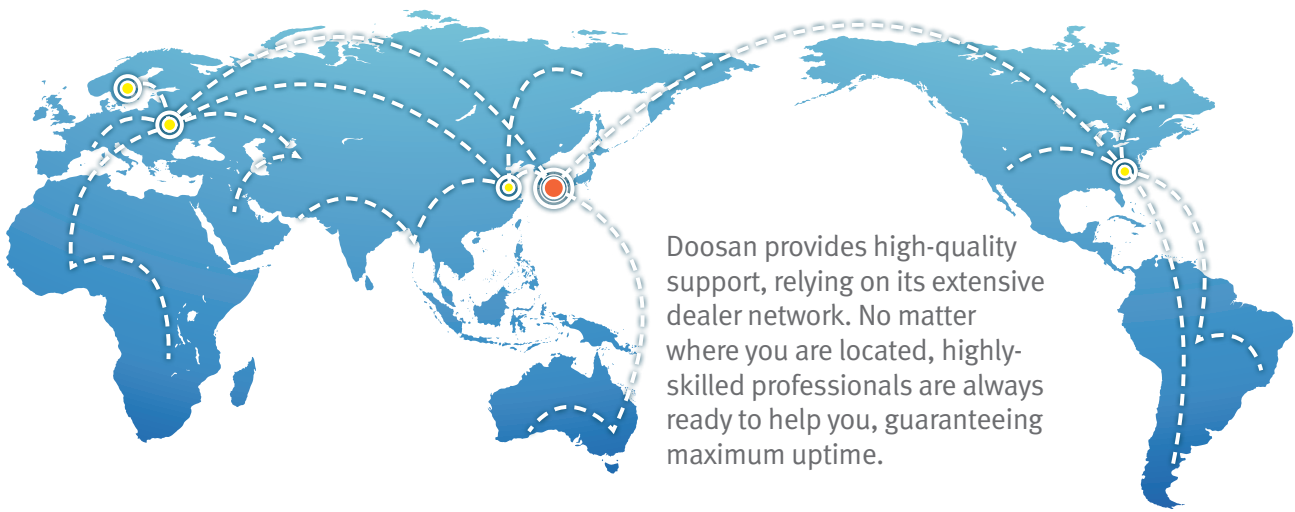 Doosan provides high-quality
support, relying on its extensive
dealer network. No matter
where you are located, highly-
skilled professionals are always
ready to help you, guaranteeing
maximum uptime.